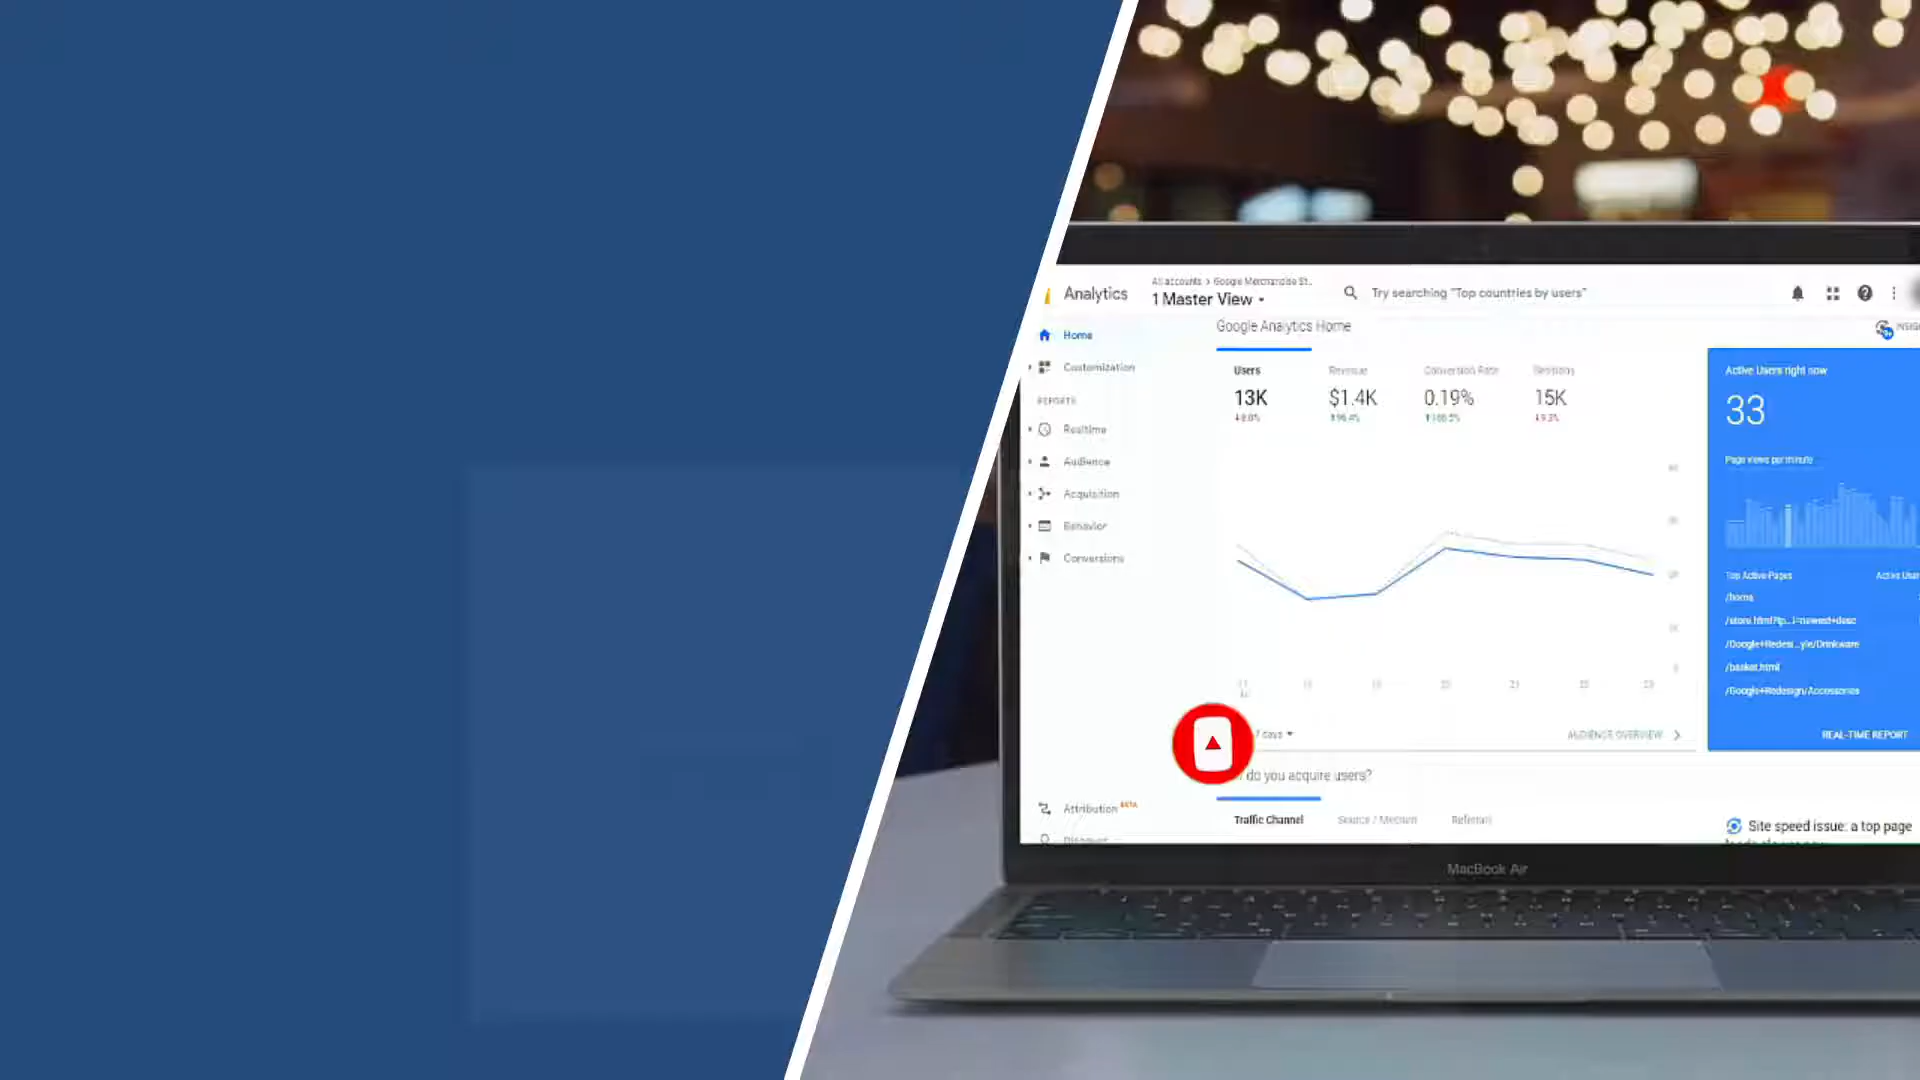 Analytics
All accounts > Google Merchandise St..
1 Master View
Try searching "Top countries by users"
Home
Customization
REPORTS
Realtime
Audience
Acquisition
Behavior
Conversions
Attribution BETA
Google Analytics Home
Users
Revenue
Conversion Rate
Sessions
13K
$1.4K
0.19%
15K
7 days
AUDIENCE OVERVIEW
do you acquire users?
Traffic Channel
Source / Medium
Referrals
Active Users right now
33
Page views per minute
Top Active Pages
/home
/basket.html
/Google+Redesign/Accessories
REAL-TIME REPORT
Site speed issue: a top page
MacBook Air